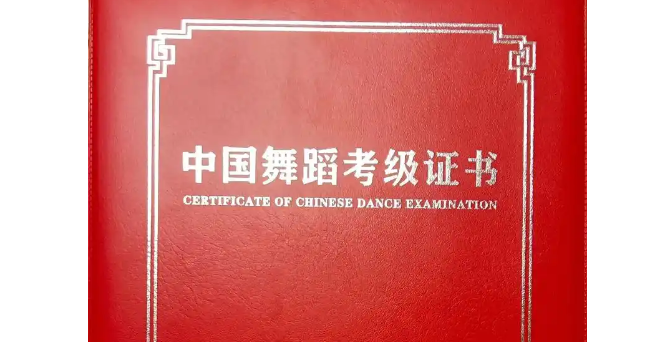 中国舞蹈考级证书
CERTIFICATE OF CHINESE DANCE EXAMINATION